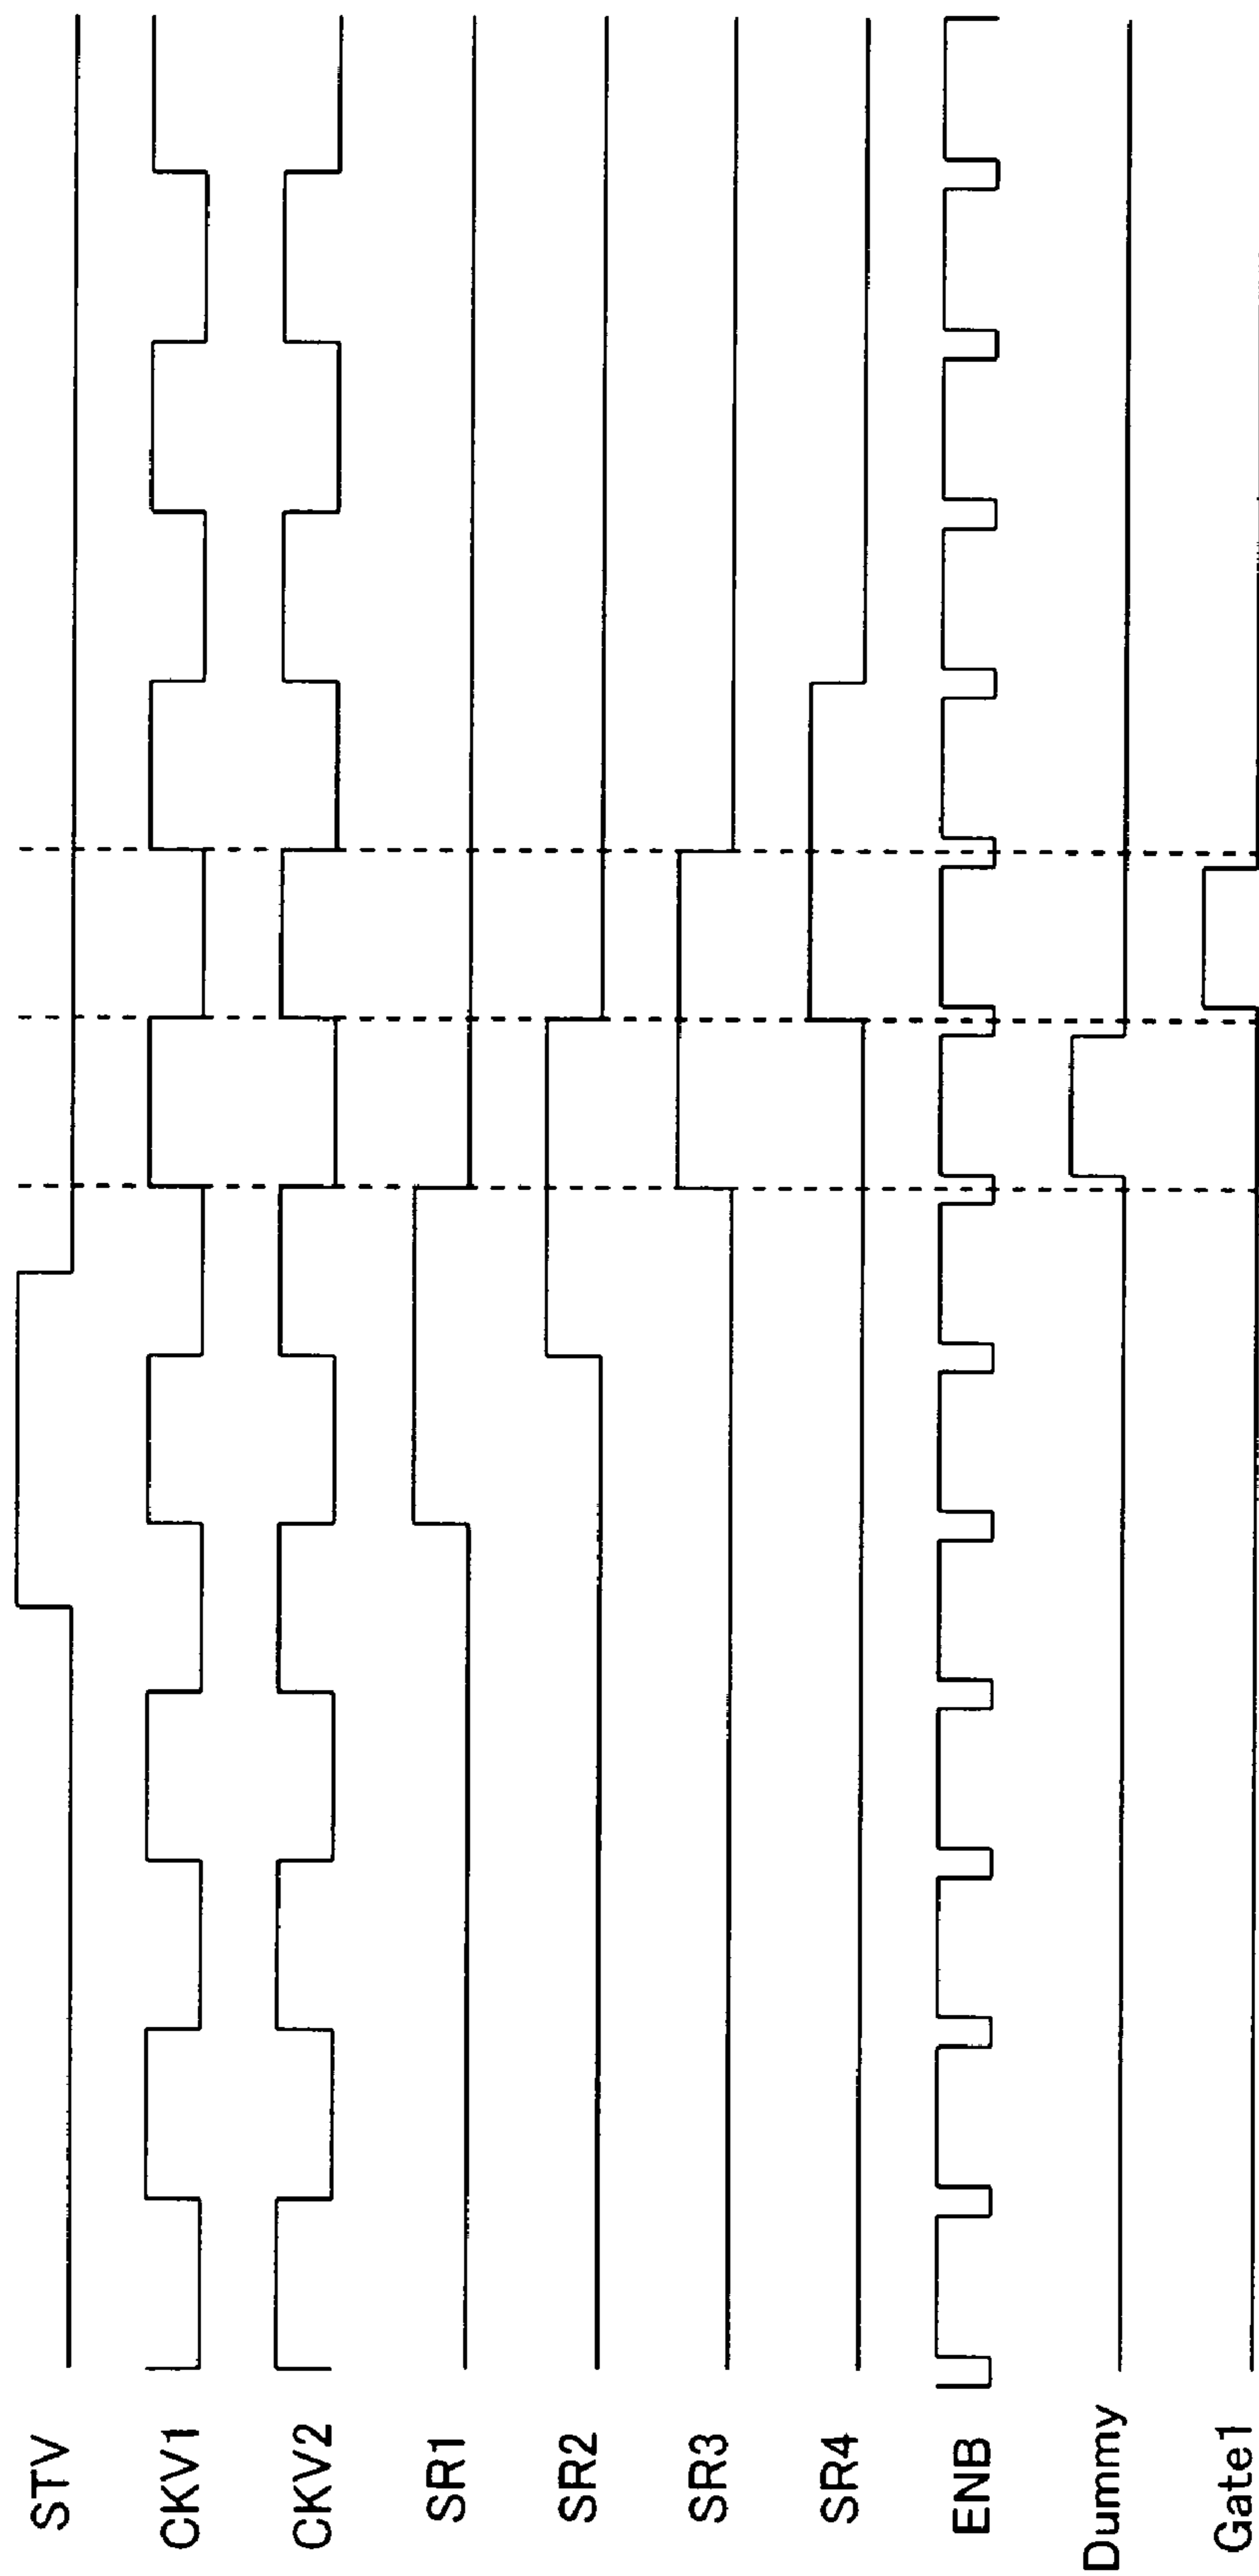 STV
CKV1
CKV2
SR1
SR2
SR3
SR4
ENB
Dummy
Gate1